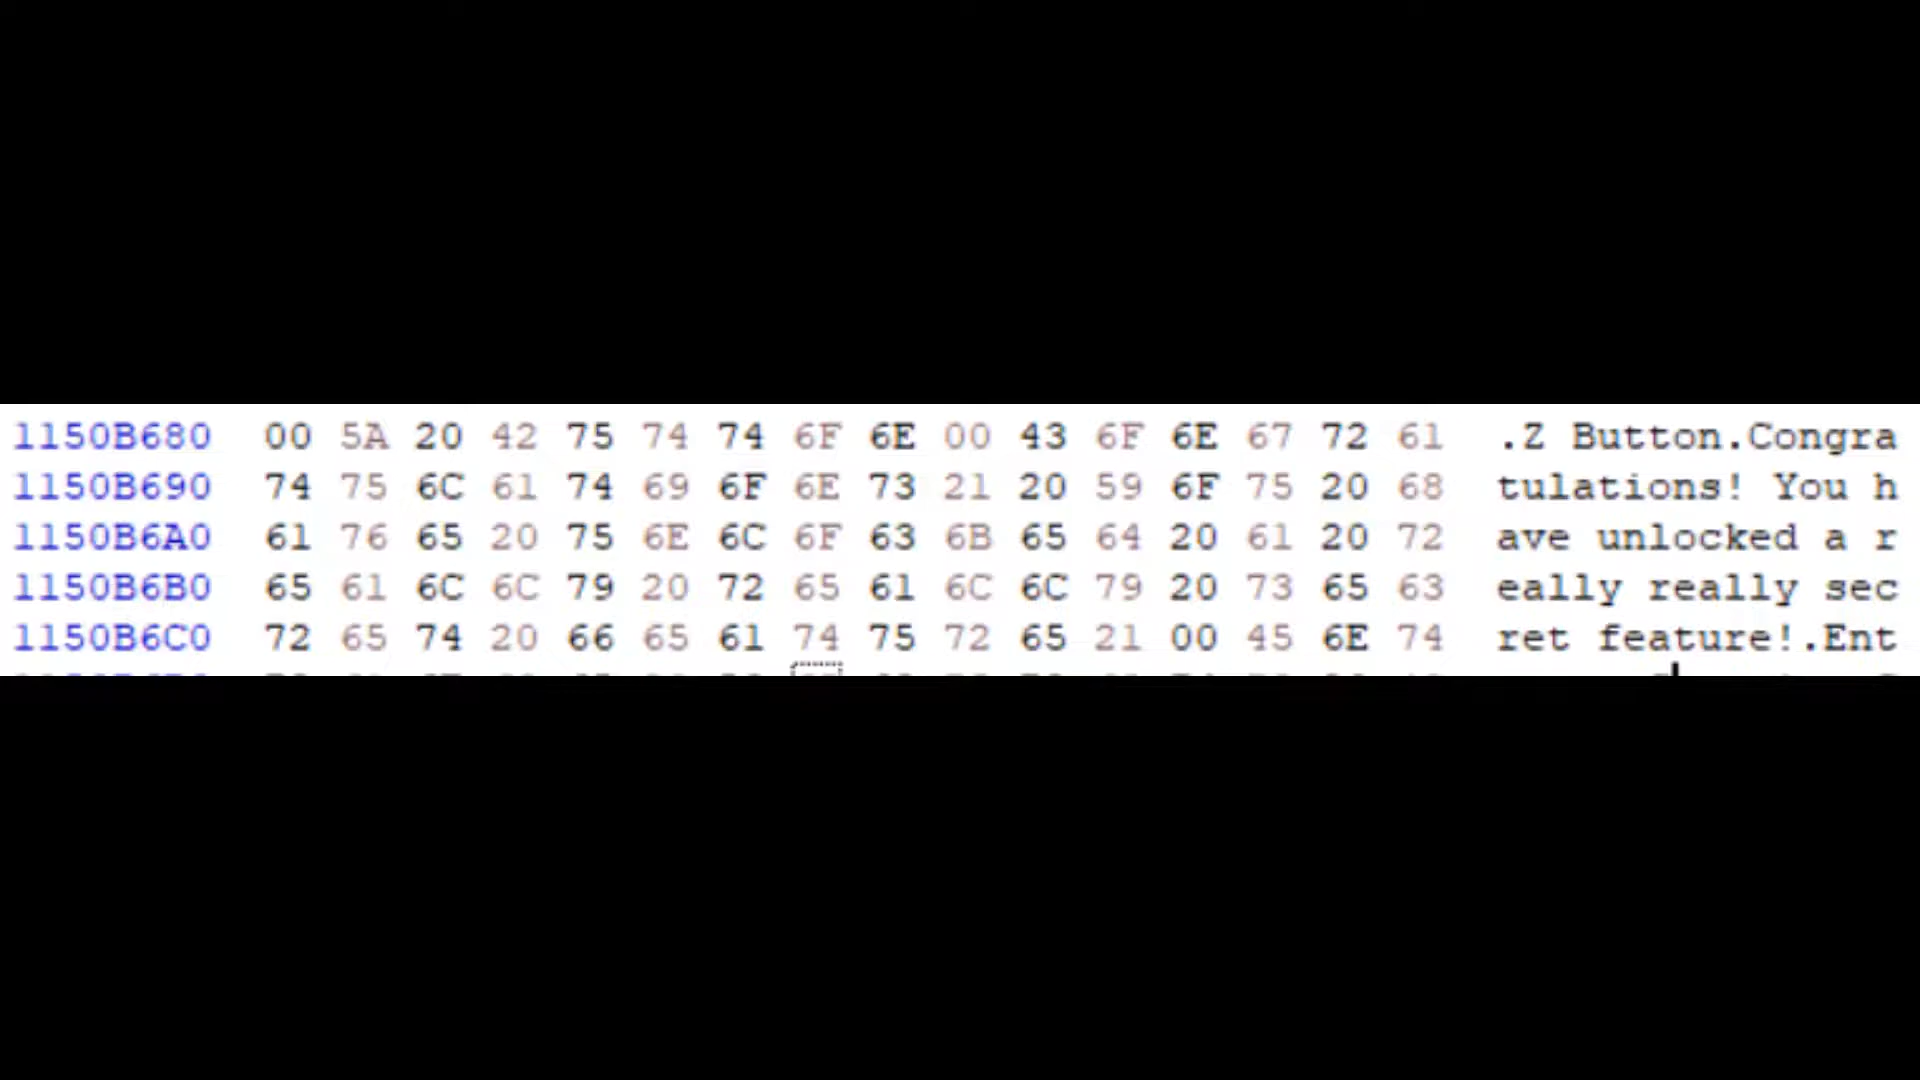 1150B680 00 5A 20 42 75 74 74 6F 6E 00 43 6F 6E 67 72 61 .Z Button.Congra
1150B690 74 75 6C 61 74 69 6F 6E 73 21 20 59 6F 75 20 68 tulations! You h
1150B6A0 61 76 65 20 75 6E 6C 6F 63 6B 65 64 20 61 20 72 ave unlocked a r
1150B6B0 65 61 6C 6C 79 20 72 65 61 6C 6C 79 20 73 65 63 eally really sec
1150B6C0 72 65 74 20 66 65 61 74 75 72 65 21 00 45 6E 74 ret feature!.Ent